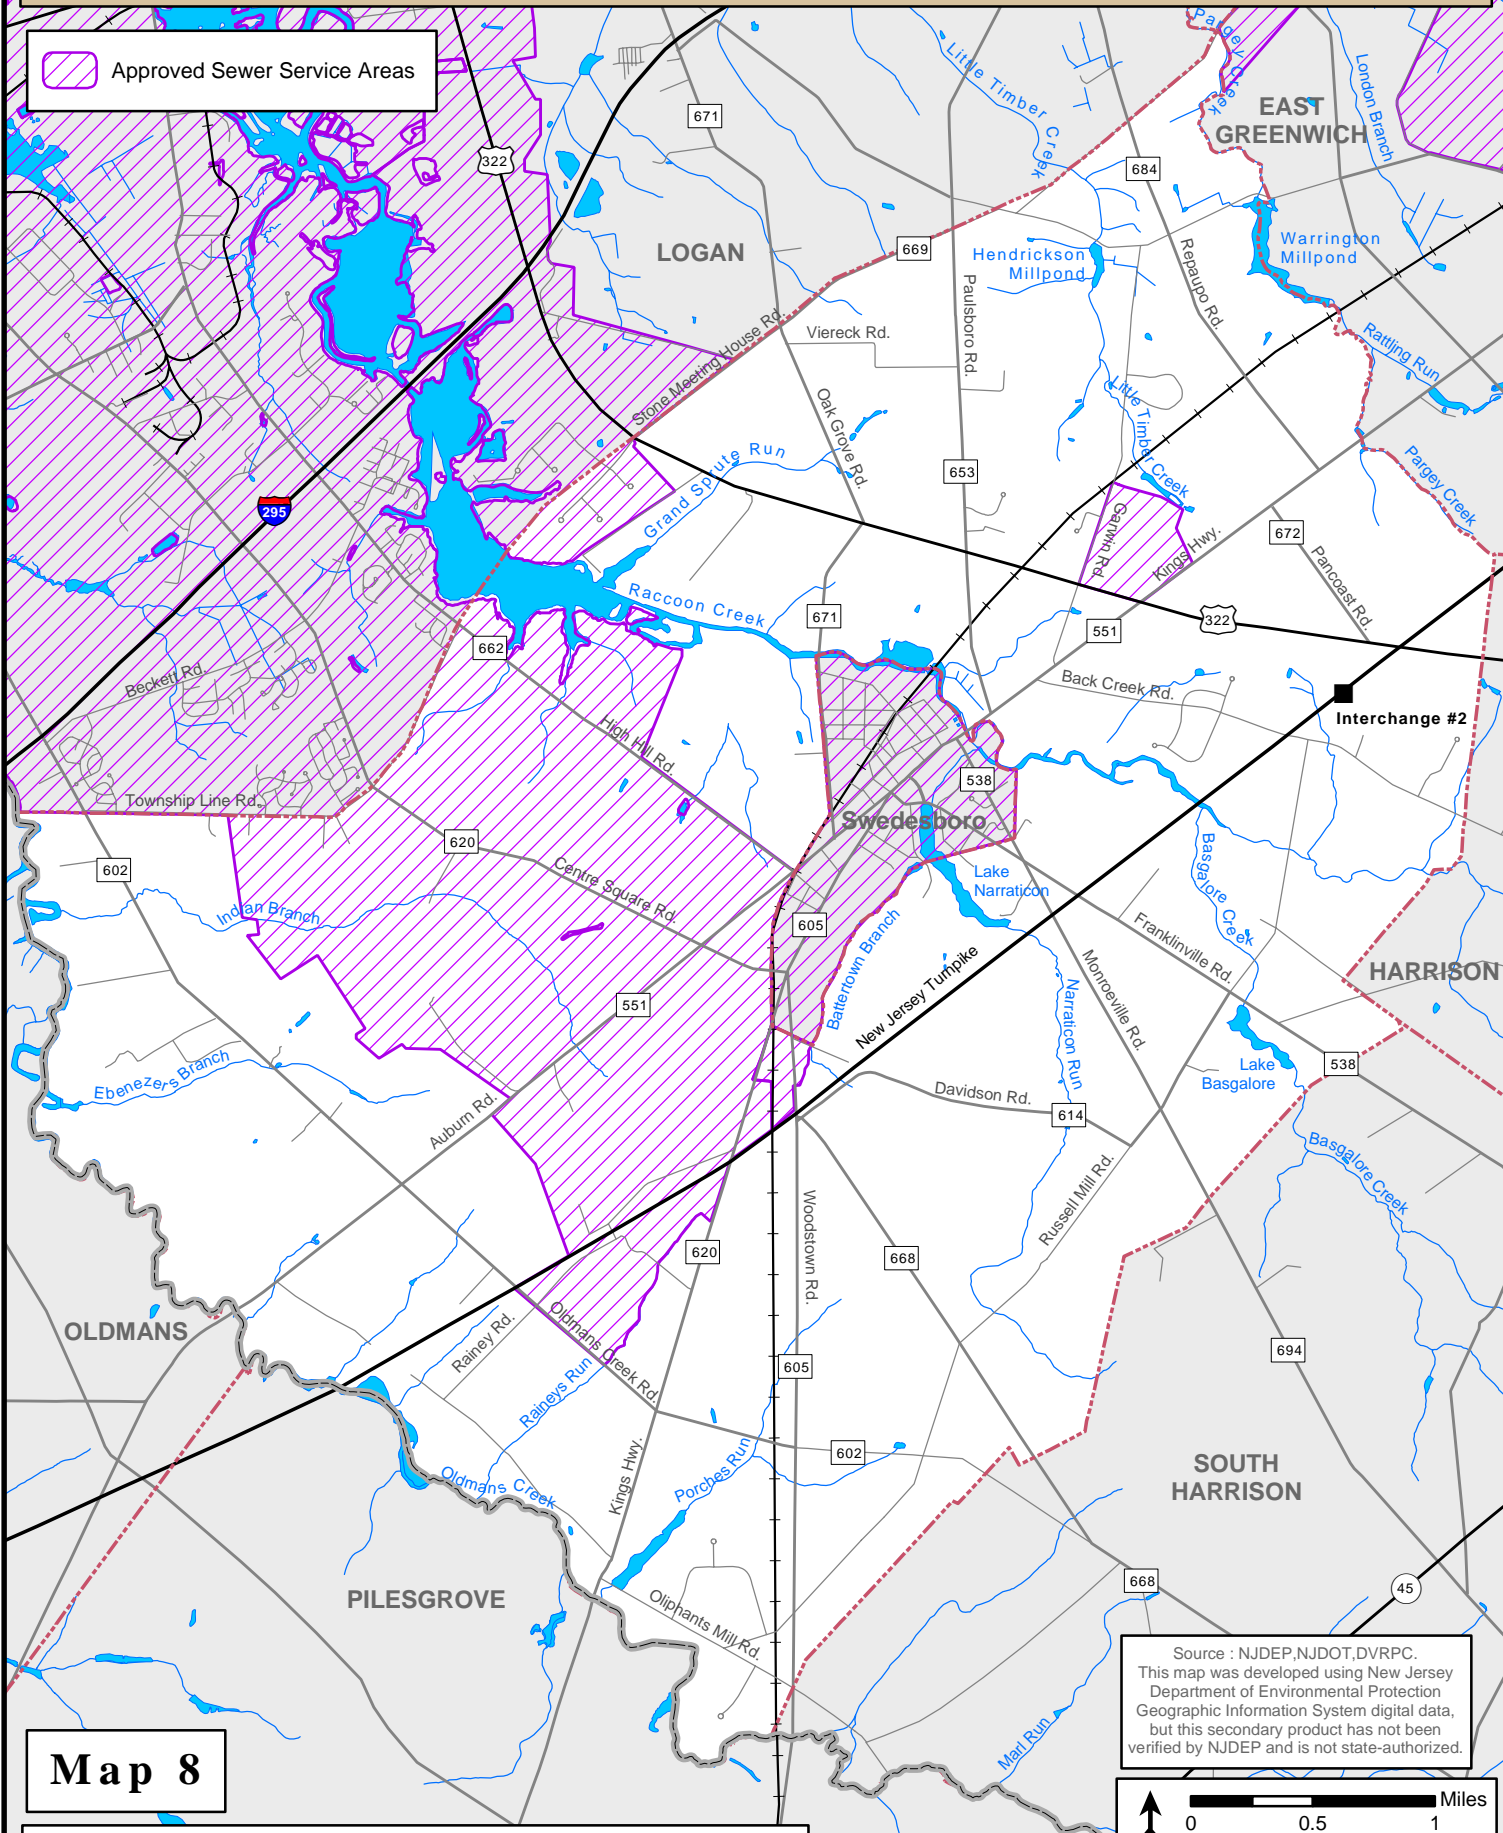 Approved Sewer Service Areas
Pargey Creek
London Branch
EAST
GREENWICH
Little Timber Creek
671
322
684
LOGAN
669
Hendrickson
Millpond
Repaupo Rd.
Warrington
Millpond
Paulsboro Rd.
Stone Meeting House Rd.
Viereck Rd.
Rattling Run
Little Timber Creek
Oak Grove Rd.
Grand Sprute Run
653
Pargey Creek
295
Garwin Rd
Kings Hwy.
672
Pancoast Rd.
Raccoon Creek
671
551
322
662
Beckett Rd.
Back Creek Rd.
Interchange #2
High Hill Rd.
538
Township Line Rd.
Swedesboro
620
602
Centre Square Rd.
Lake
Narraticon
Basgalore Creek
Indian Branch
605
Battertown Branch
Franklinville Rd.
New Jersey Turnpike
Monroeville Rd.
HARRISON
551
Narraticon Run
Ebenezers Branch
Lake
Basgalore
538
Auburn Rd.
Davidson Rd.
614
Basgalore Creek
Russell Mill Rd.
Woodstown Rd.
620
668
OLDMANS
Rainey Rd.
Oldmans Creek Rd.
Raineys Run
605
694
602
Kings Hwy.
Porches Run
Oldmans Creek
SOUTH
HARRISON
PILESGROVE
668
45
Oliphants Mill Rd.
Marl Run
Source : NJDEP,NJDOT,DVRPC.
This map was developed using New Jersey
Department of Environmental Protection
Geographic Information System digital data,
but this secondary product has not been
verified by NJDEP and is not state-authorized.
Map 8
Miles
0 0.5 1